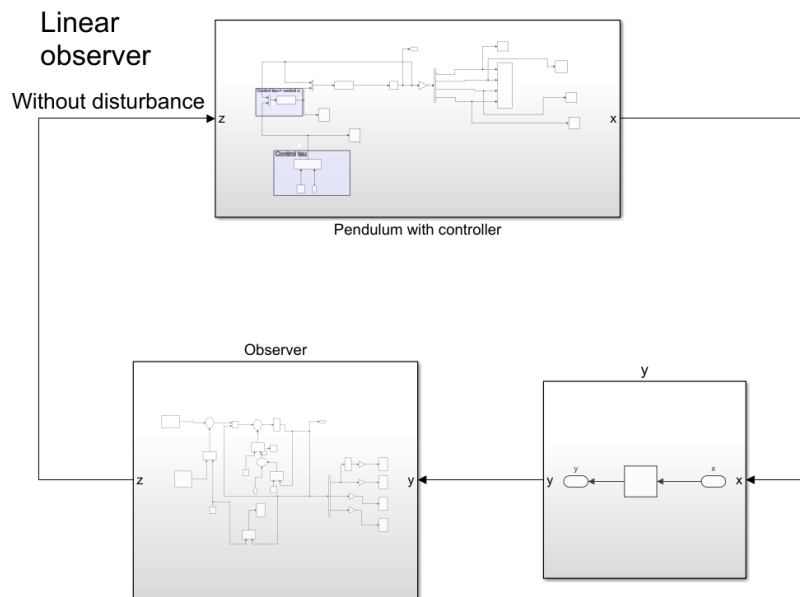 Linear
observer
Without disturbance
Control tau
z
x
Pendulum with controller
Observer
y
z
y
y
y
x
x